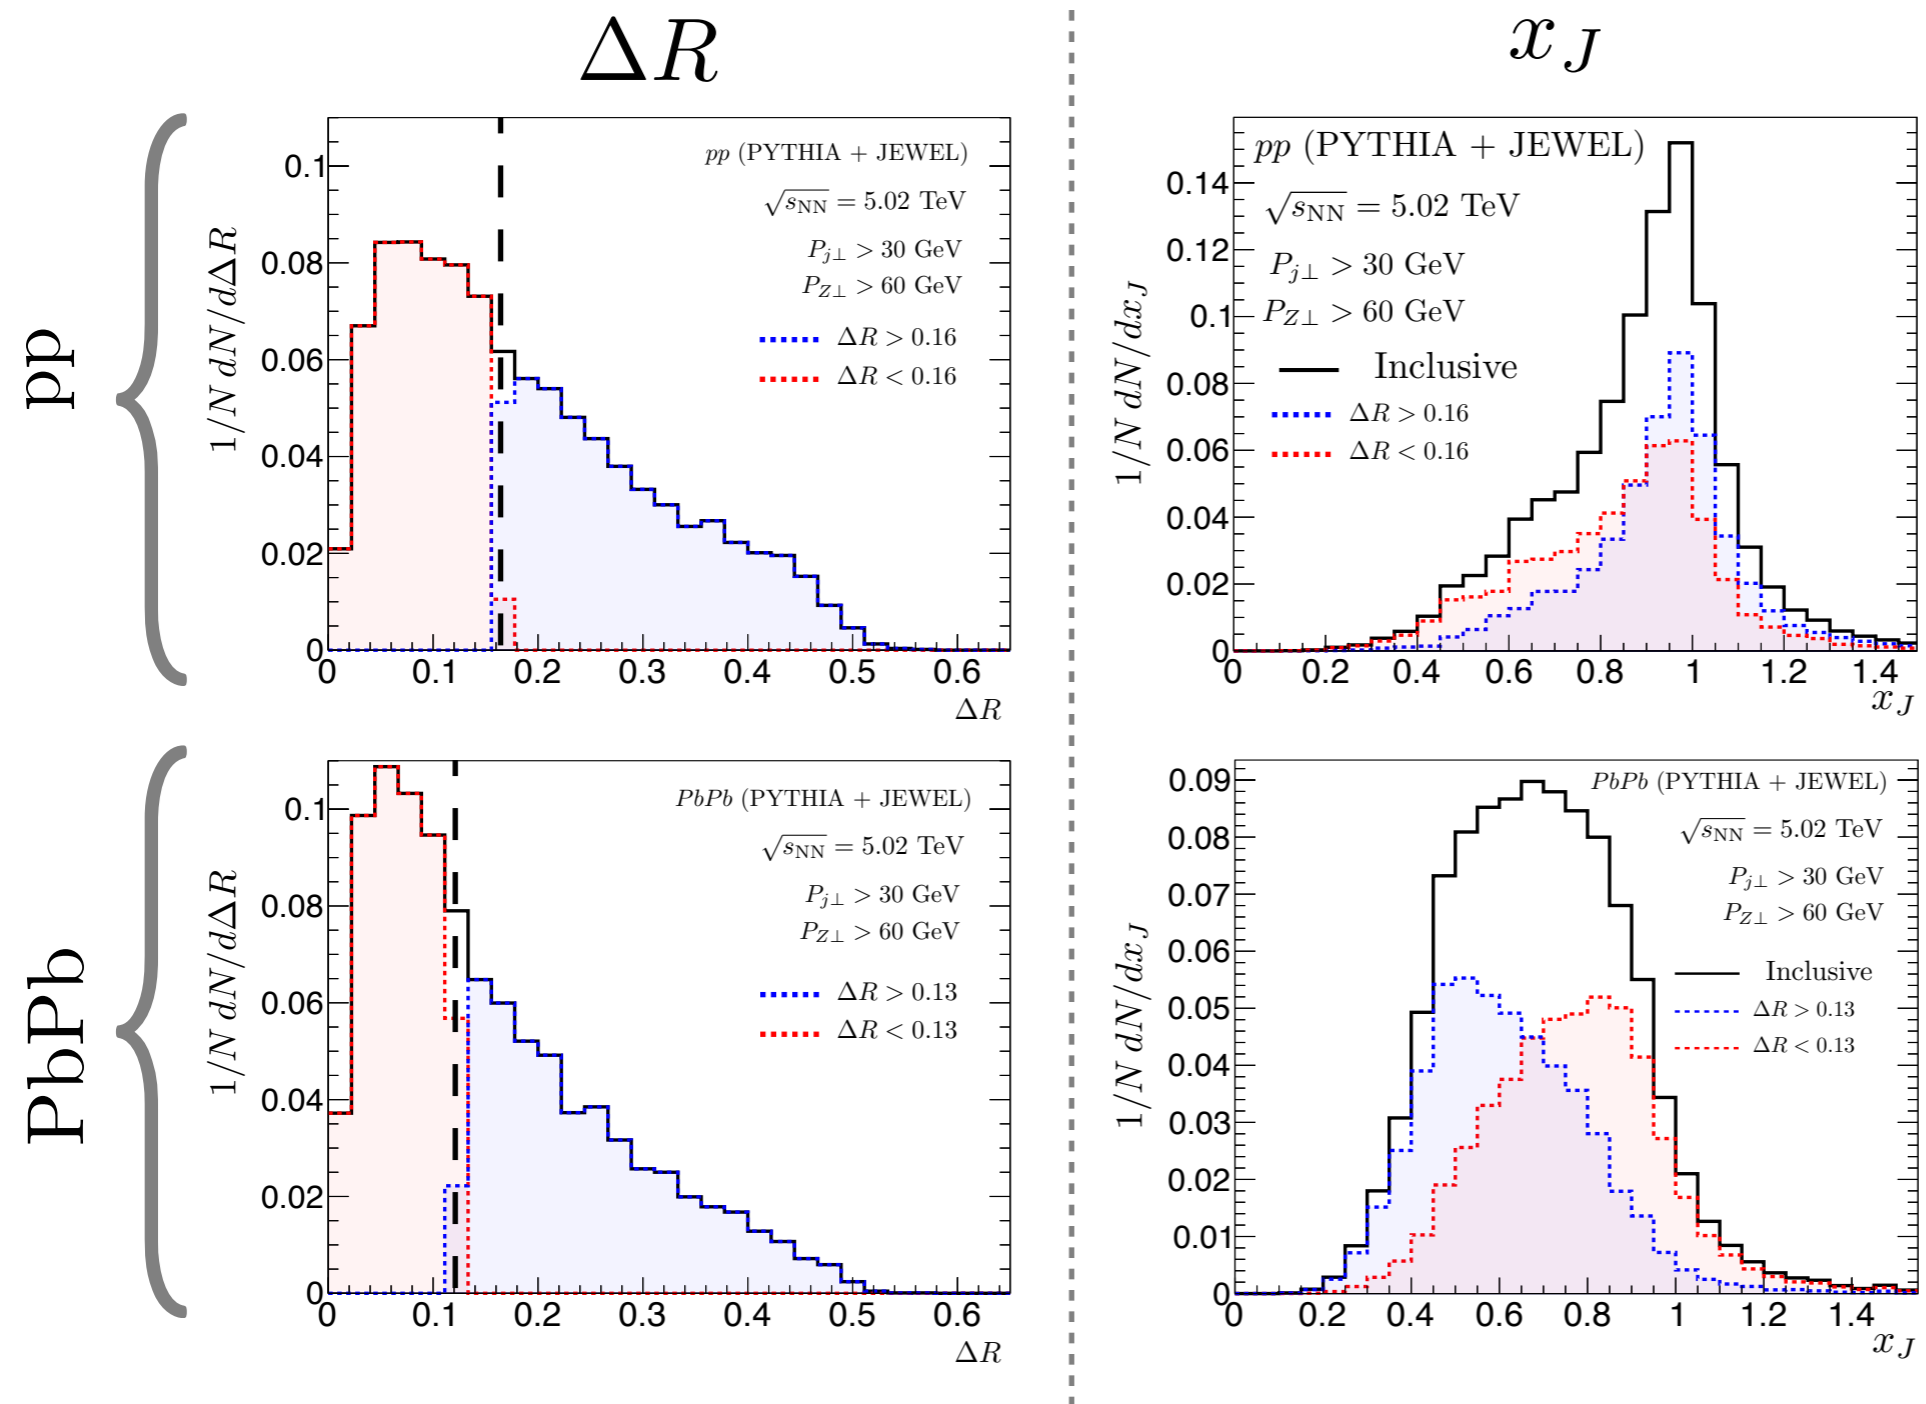 ΔR
x_J
pp
pp (PYTHIA + JEWEL)
√s_NN = 5.02 TeV
P_j⊥ > 30 GeV
P_Z⊥ > 60 GeV
ΔR > 0.16
ΔR < 0.16
1/N dN/dΔR
0.1
0.08
0.06
0.04
0.02
0
0 0.1 0.2 0.3 0.4 0.5 0.6
ΔR
pp (PYTHIA + JEWEL)
√s_NN = 5.02 TeV
P_j⊥ > 30 GeV
P_Z⊥ > 60 GeV
Inclusive
ΔR > 0.16
ΔR < 0.16
1/N dN/dx_J
0.14
0.12
0.1
0.08
0.06
0.04
0.02
0
0 0.2 0.4 0.6 0.8 1 1.2 1.4
x_J
PbPb
PbPb (PYTHIA + JEWEL)
√s_NN = 5.02 TeV
P_j⊥ > 30 GeV
P_Z⊥ > 60 GeV
ΔR > 0.13
ΔR < 0.13
1/N dN/dΔR
0.1
0.08
0.06
0.04
0.02
0
0 0.1 0.2 0.3 0.4 0.5 0.6
ΔR
PbPb (PYTHIA + JEWEL)
√s_NN = 5.02 TeV
P_j⊥ > 30 GeV
P_Z⊥ > 60 GeV
Inclusive
ΔR > 0.13
ΔR < 0.13
1/N dN/dx_J
0.09
0.08
0.07
0.06
0.05
0.04
0.03
0.02
0.01
0
0 0.2 0.4 0.6 0.8 1 1.2 1.4
x_J